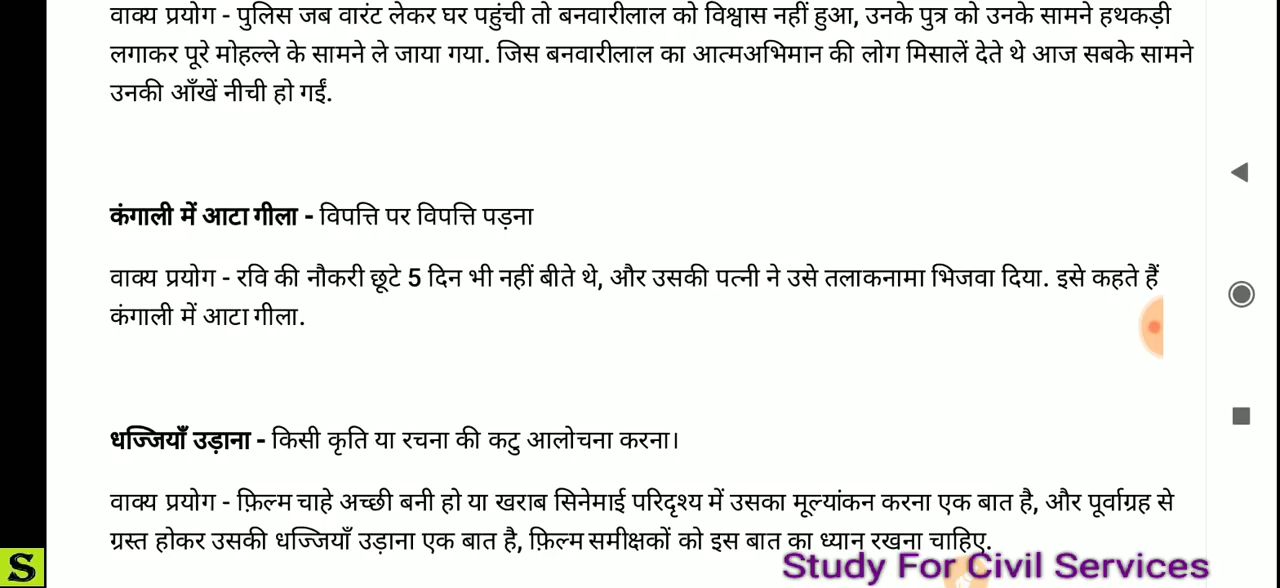 वाक्य प्रयोग - पुलिस जब वारंट लेकर घर पहुंची तो बनवारीलाल को विश्वास नहीं हुआ, उनके पुत्र को उनके सामने हथकड़ी
लगाकर पूरे मोहल्ले के सामने ले जाया गया. जिस बनवारीलाल का आत्मअभिमान की लोग मिसालें देते थे आज सबके सामने
उनकी आँखें नीची हो गईं.
कंगाली में आटा गीला - विपत्ति पर विपत्ति पड़ना
वाक्य प्रयोग - रवि की नौकरी छूटे 5 दिन भी नहीं बीते थे, और उसकी पत्नी ने उसे तलाकनामा भिजवा दिया. इसे कहते हैं
कंगाली में आटा गीला.
धज्जियाँ उड़ाना - किसी कृति या रचना की कटु आलोचना करना।
वाक्य प्रयोग - फ़िल्म चाहे अच्छी बनी हो या खराब सिनेमाई परिदृश्य में उसका मूल्यांकन करना एक बात है, और पूर्वाग्रह से
ग्रस्त होकर उसकी धज्जियाँ उड़ाना एक बात है, फ़िल्म समीक्षकों को इस बात का ध्यान रखना चाहिए.
S
Study For Civil Services